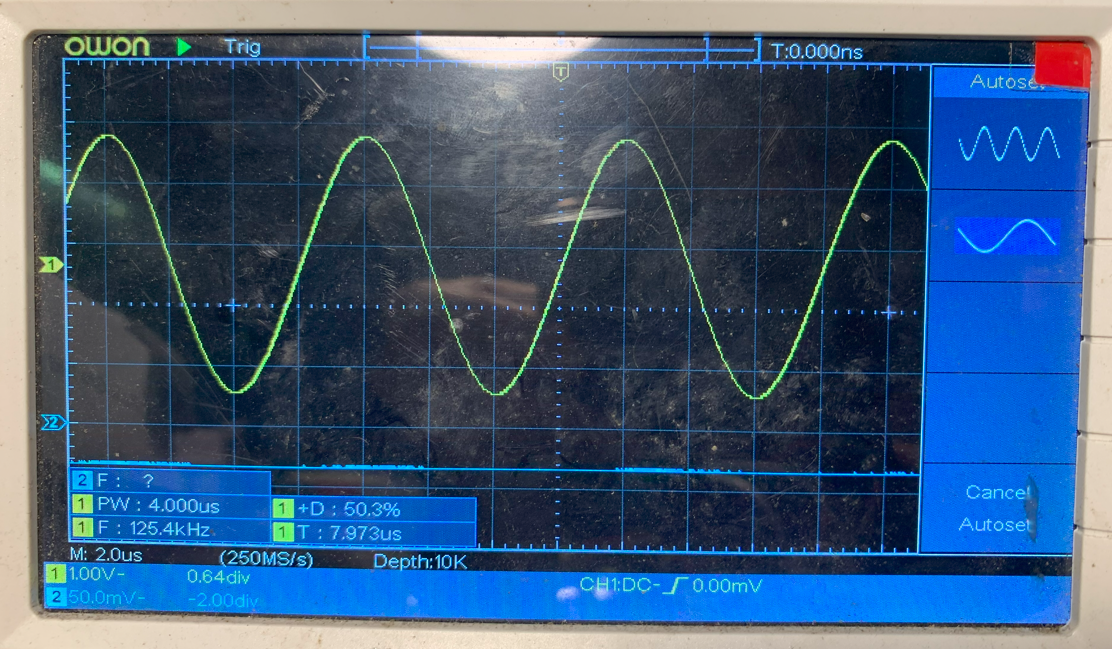 owon Trig T:0.000ns
T
Autoset
1
2
2 F : ?
1 PW : 4.000us 1 +D : 50.3%
1 F : 125.4kHz 1 T : 7.973us
Cancel
Autoset
M: 2.0us (250MS/s) Depth:10K
1 1.00V~ 0.64div
2 50.0mV~ -2.00div
CH1:DC- 0.00mV